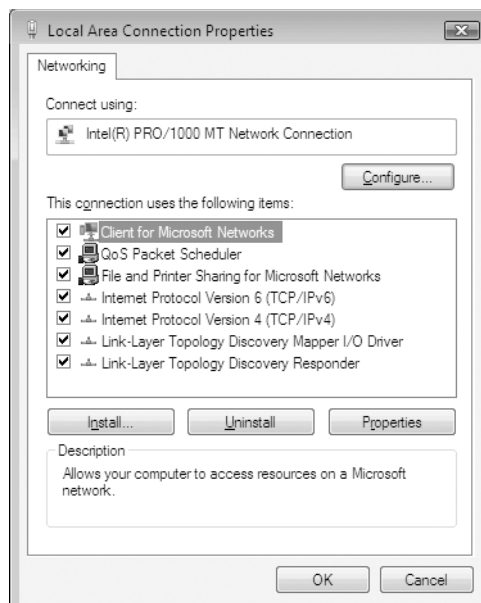 Local Area Connection Properties
Networking
Connect using:
Intel(R) PRO/1000 MT Network Connection
Configure...
This connection uses the following items:
Client for Microsoft Networks
QoS Packet Scheduler
File and Printer Sharing for Microsoft Networks
Internet Protocol Version 6 (TCP/IPv6)
Internet Protocol Version 4 (TCP/IPv4)
Link-Layer Topology Discovery Mapper I/O Driver
Link-Layer Topology Discovery Responder
Install...
Uninstall
Properties
Description
Allows your computer to access resources on a Microsoft
network.
OK
Cancel